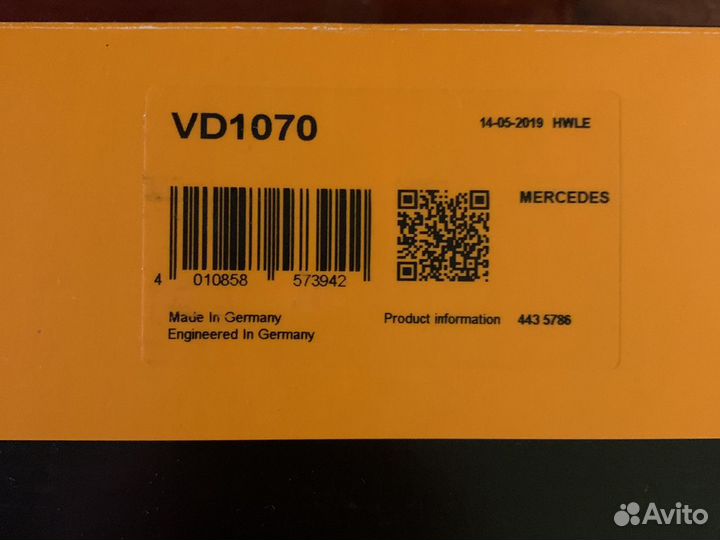 VD1070
14-05-2019 HWLE
MERCEDES
4 010858 573942
Made In Germany
Engineered In Germany
Product information 443 5786
Avito